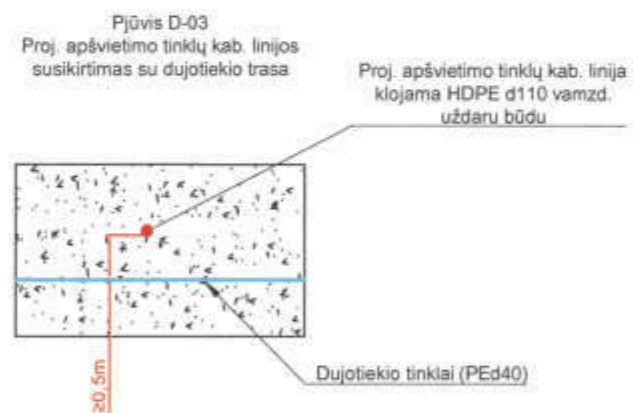 Pjūvis D-03
Proj. apšvietimo tinklų kab. linijos
susikirtimas su dujotiekio trasa
Proj. apšvietimo tinklų kab. linija
klojama HDPE d110 vamzd.
uždaru būdu
Dujotiekio tinklai (PEd40)
≥0,5m